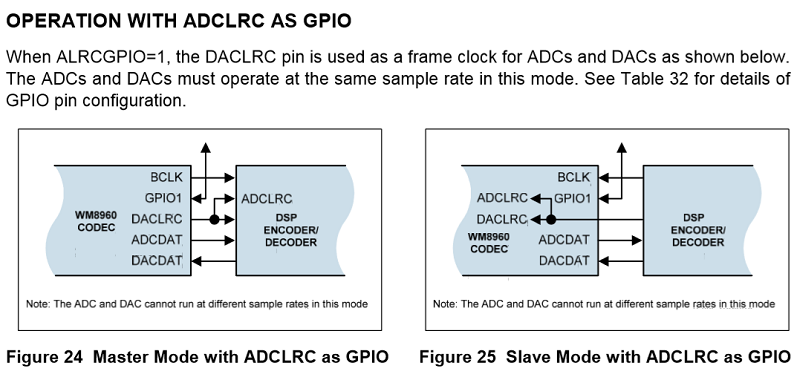 OPERATION WITH ADCLRC AS GPIO
When ALRCGPIO=1, the DACLRC pin is used as a frame clock for ADCs and DACs as shown below.
The ADCs and DACs must operate at the same sample rate in this mode. See Table 32 for details of
GPIO pin configuration.
BCLK
GPIO1
ADCLRC
WM8960
CODEC
DACLRC
DSP
ENCODER/
DECODER
ADCDAT
DACDAT
Note: The ADC and DAC cannot run at different sample rates in this mode
Figure 24 Master Mode with ADCLRC as GPIO
BCLK
ADCLRC
GPIO1
DACLRC
WM8960
CODEC
DSP
ENCODER/
DECODER
ADCDAT
DACDAT
Note: The ADC and DAC cannot run at different sample rates in this mode
Figure 25 Slave Mode with ADCLRC as GPIO